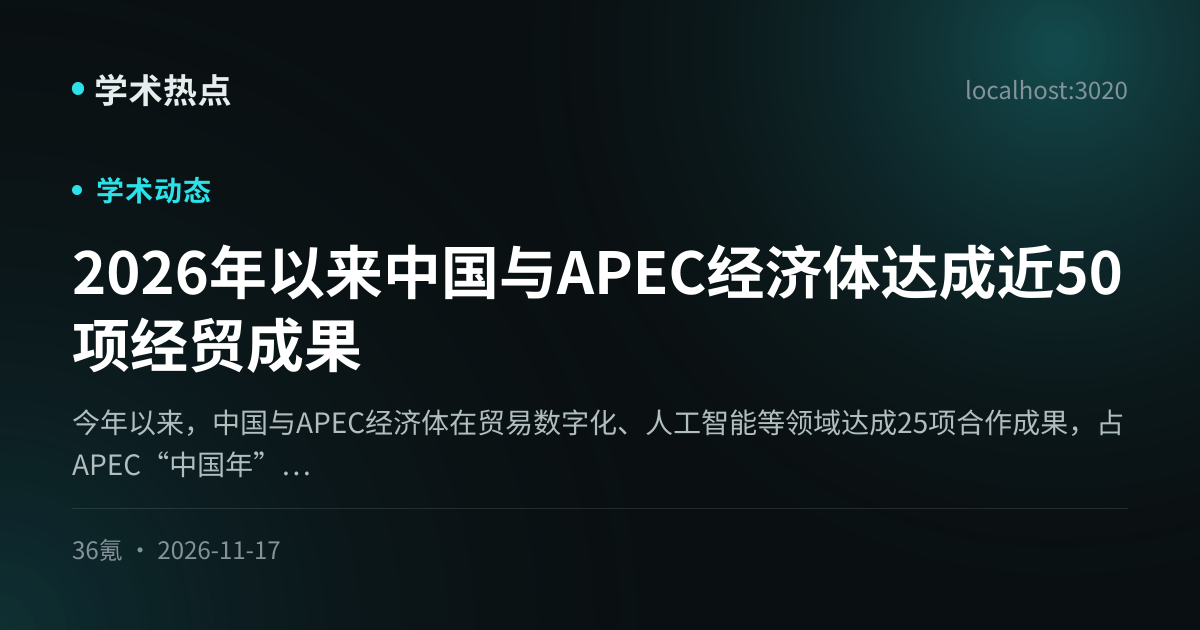 学术热点
localhost:3020
学术动态
2026年以来中国与APEC经济体达成近50
项经贸成果
今年以来，中国与APEC经济体在贸易数字化、人工智能等领域达成25项合作成果，占
APEC“中国年”…
36氪 · 2026-11-17